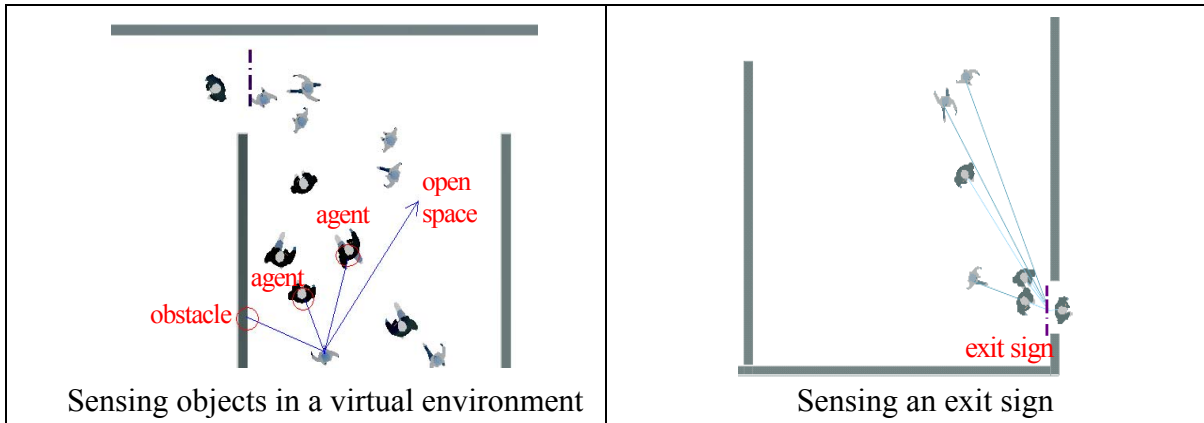 open
space
agent
agent
obstacle
Sensing objects in a virtual environment
exit sign
Sensing an exit sign